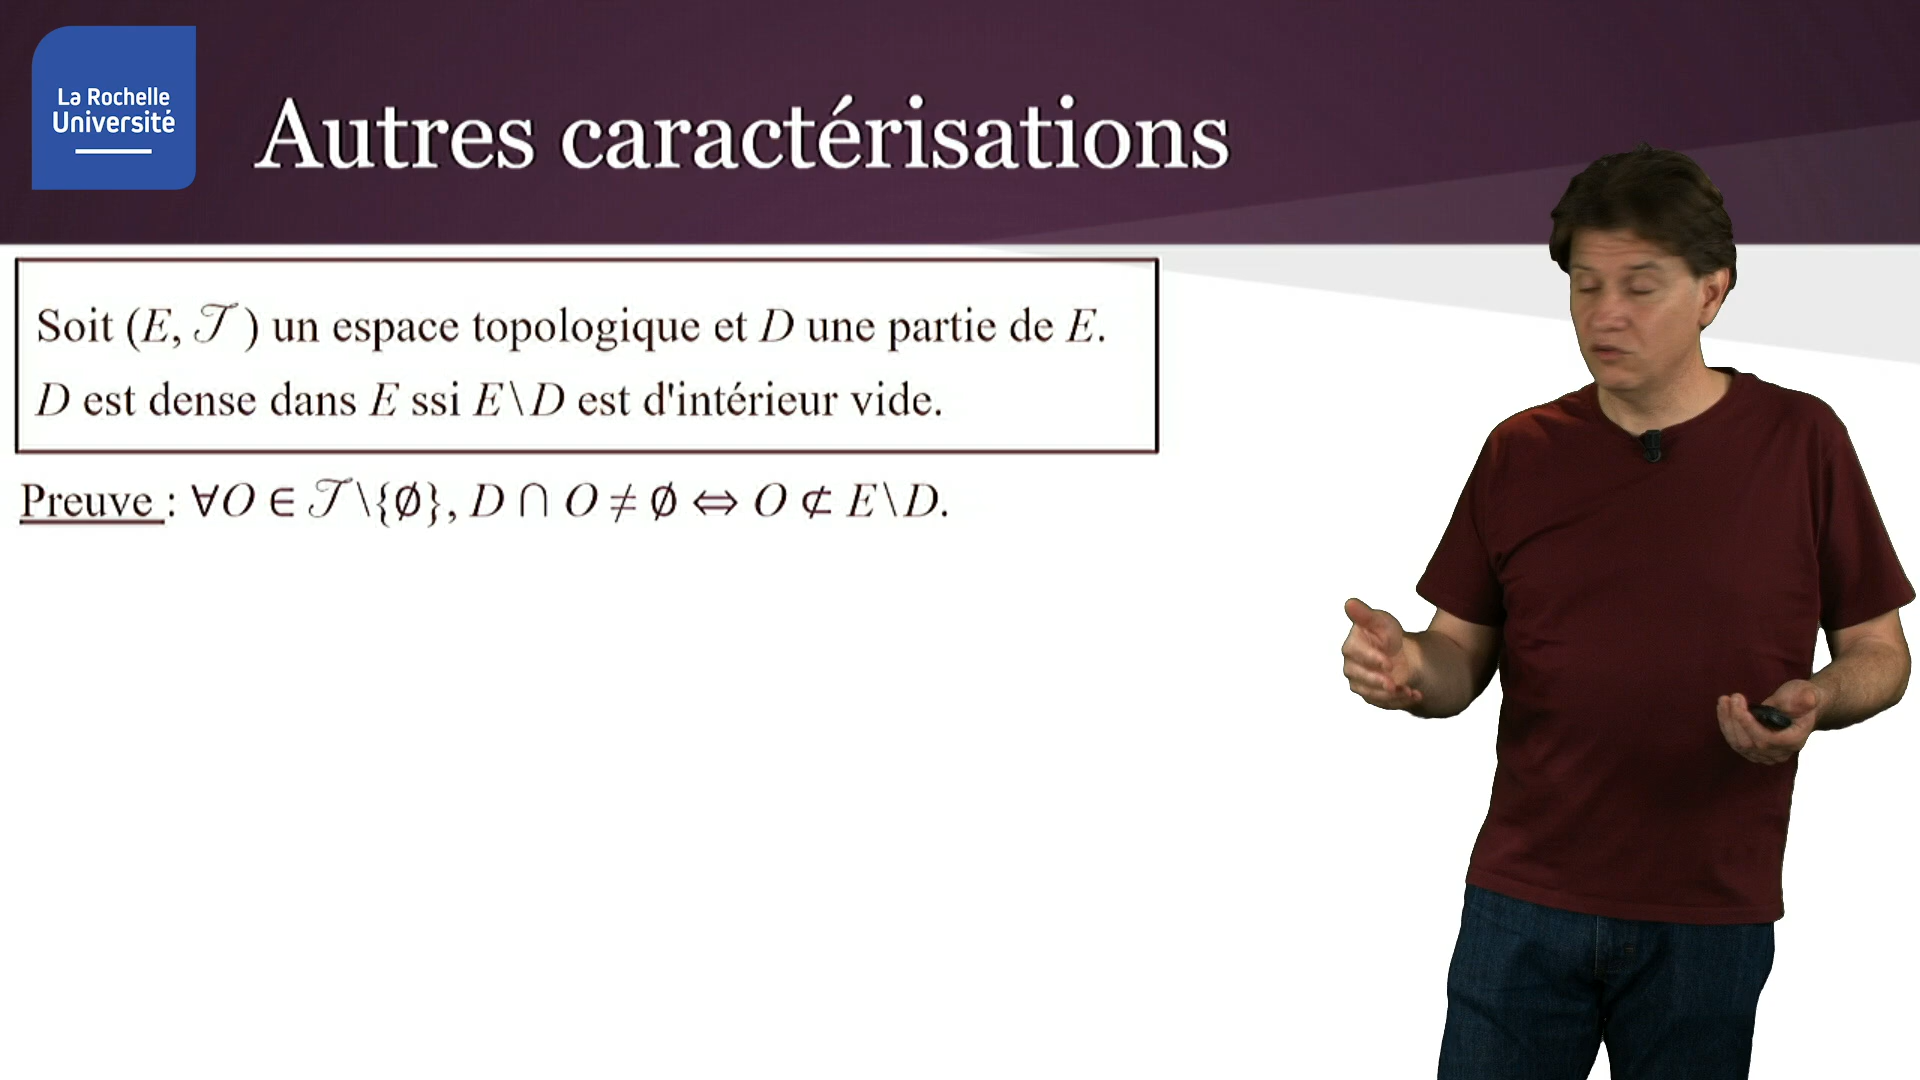 La Rochelle
Université
Autres caractérisations
Soit (E, 𝒯) un espace topologique et D une partie de E.
D est dense dans E ssi E\D est d'intérieur vide.
Preuve : ∀O ∈ 𝒯\{∅}, D ∩ O ≠ ∅ ⇔ O ⊄ E\D.